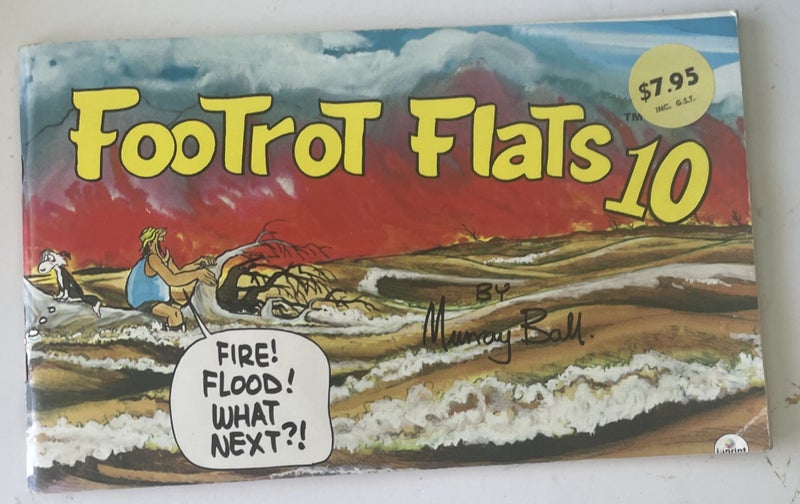 $7.95
INC. G.S.T.
FOOTROT FLATS 10
TM
BY
Murray Ball.
FIRE!
FLOOD!
WHAT
NEXT?!